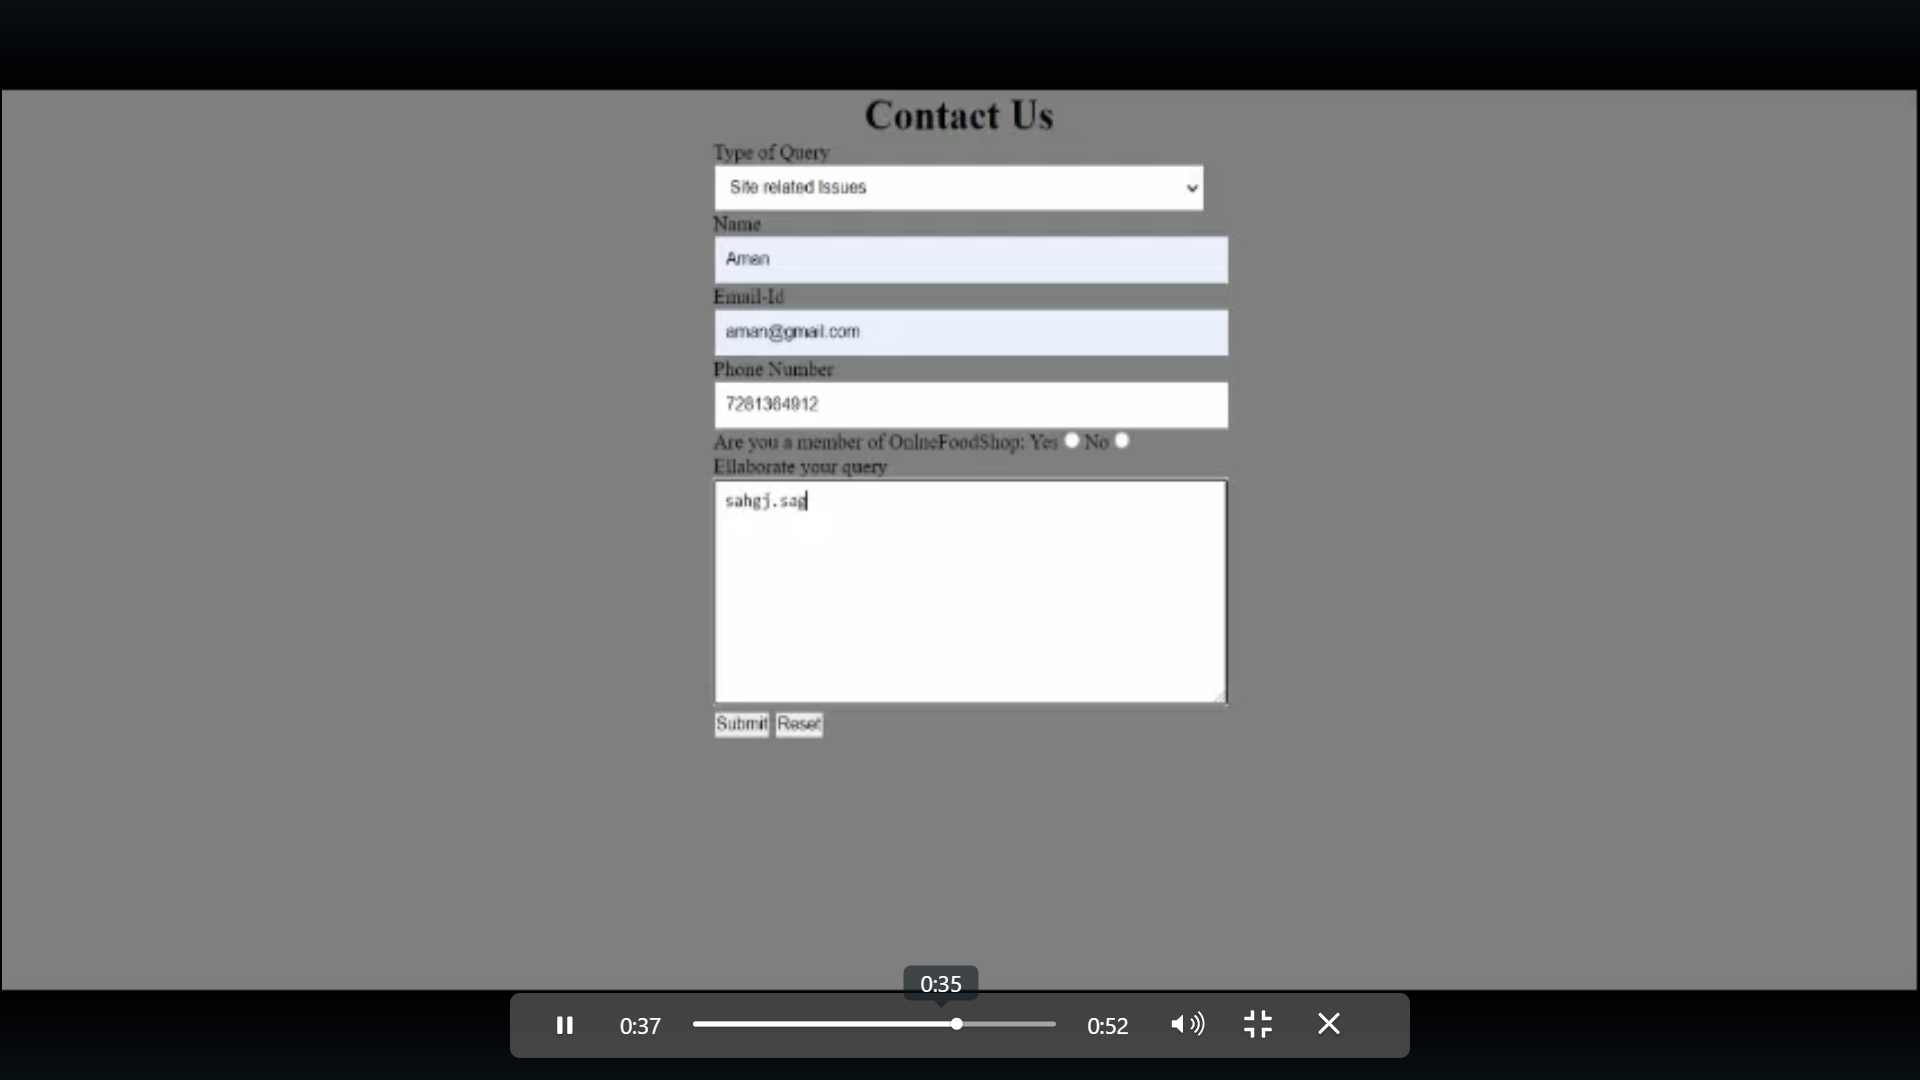 Contact Us
Type of Query
Site related Issues
Name
Aman
Email-Id
aman@gmail.com
Phone Number
7281364912
Are you a member of OnlneFoodShop: Yes No
Ellaborate your query
sahgj.sag
Submit Reset
0:35
0:37 0:52